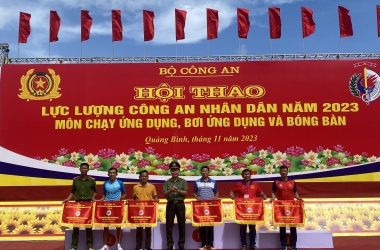 BỘ CÔNG AN
HỘI THAO
LỰC LƯỢNG CÔNG AN NHÂN DÂN NĂM 2023
MÔN CHẠY ỨNG DỤNG, BƠI ỨNG DỤNG VÀ BÓNG BÀN
Quảng Bình, tháng 11/2023